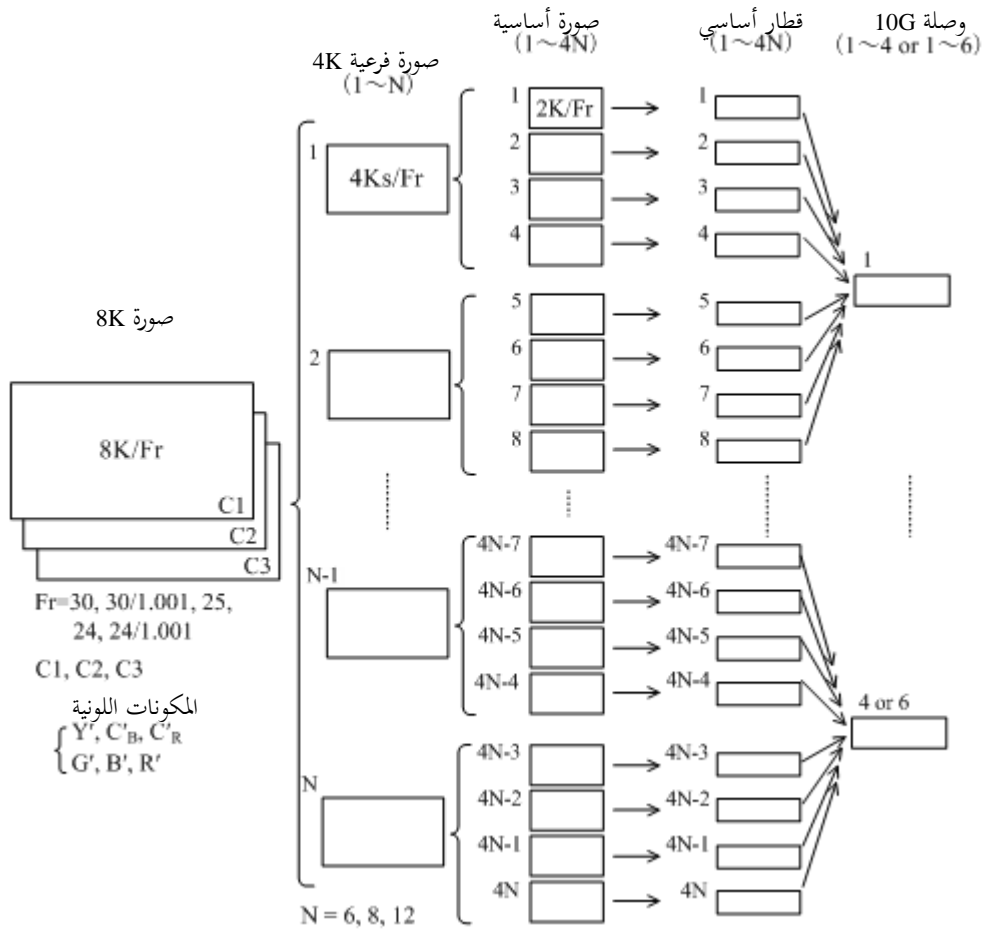 صورة 8K
8K/Fr
C1
C2
C3
Fr=30, 30/1.001, 25,
24, 24/1.001
C1, C2, C3
المكونات اللونية
Y′, C′B, C′R
G′, B′, R′
صورة فرعية 4K
(1～N)
1
4Ks/Fr
2
N-1
N
N = 6, 8, 12
صورة أساسية
(1～4N)
1
2K/Fr
2
3
4
5
6
7
8
4N-7
4N-6
4N-5
4N-4
4N-3
4N-2
4N-1
4N
قطار أساسي
(1～4N)
1
2
3
4
5
6
7
8
4N-7
4N-6
4N-5
4N-4
4N-3
4N-2
4N-1
4N
وصلة 10G
(1～4 or 1～6)
1
4 or 6